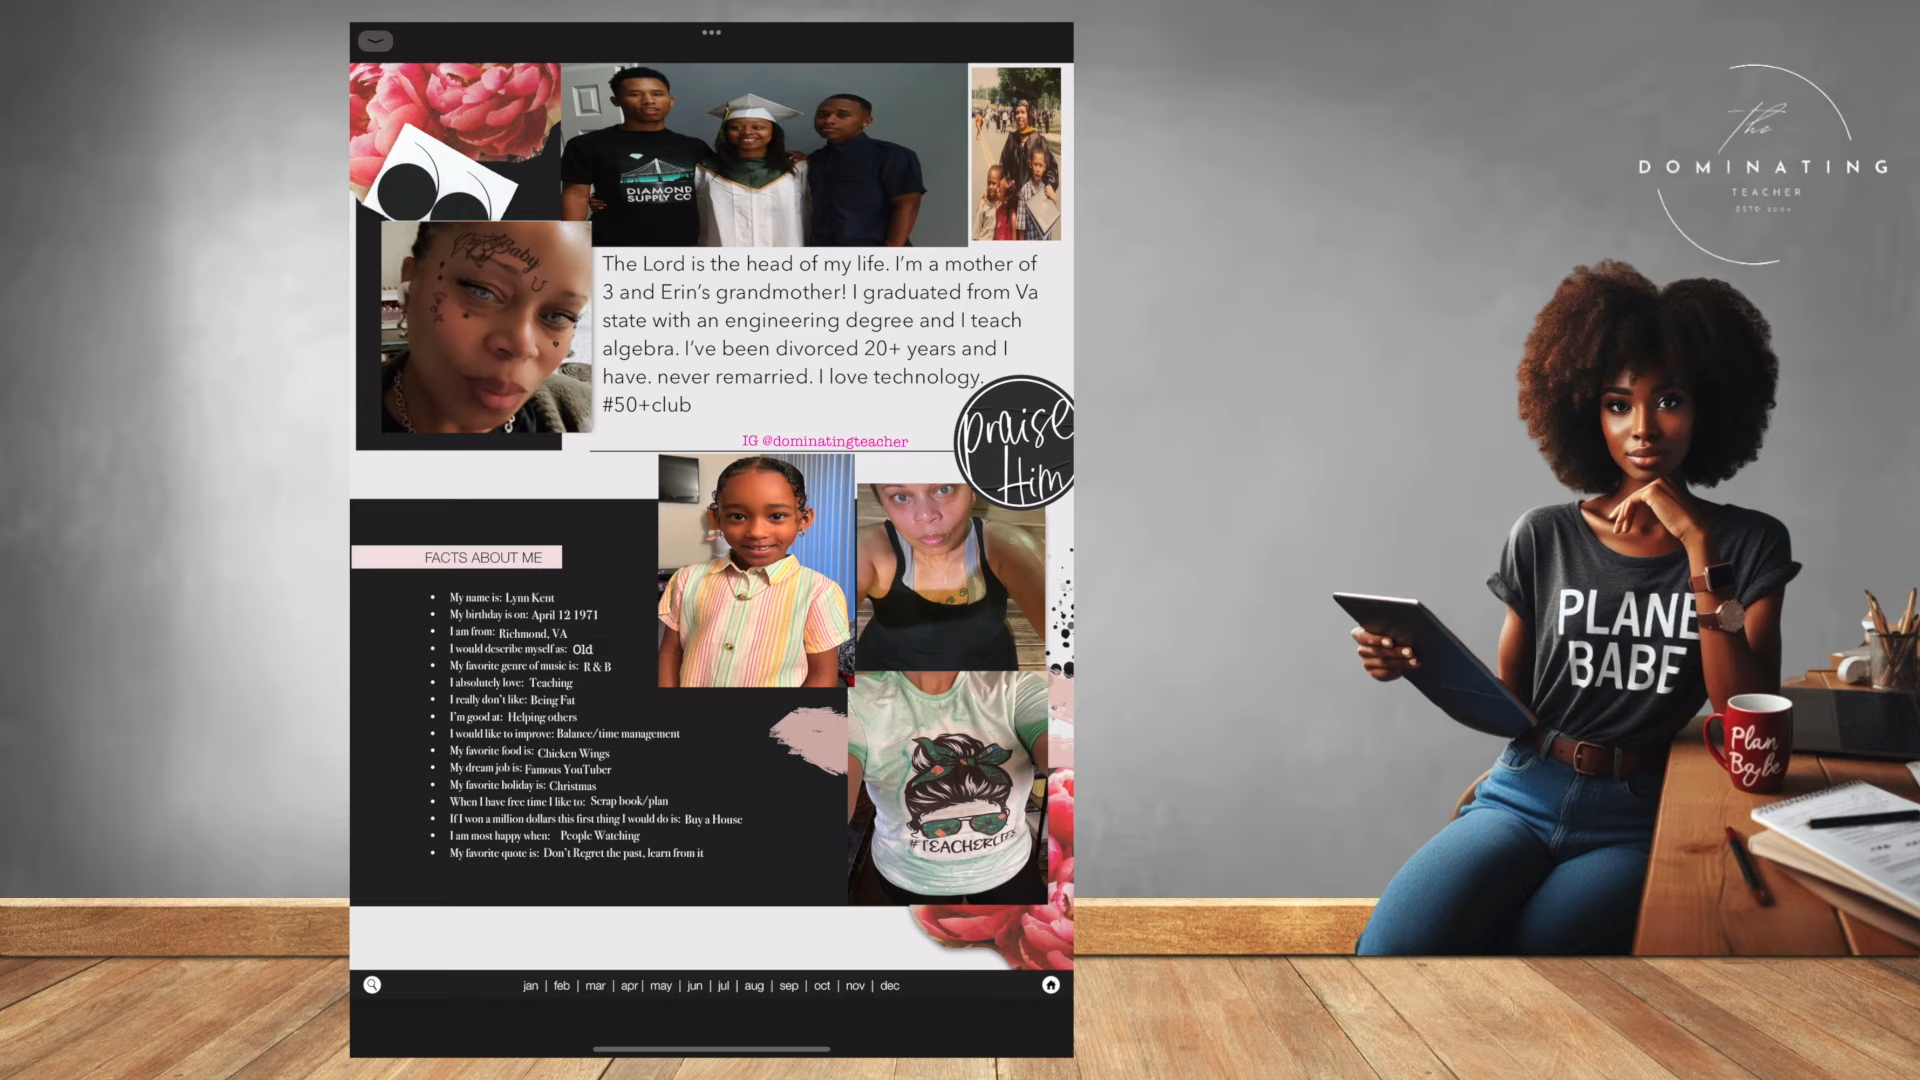 the
DOMINATING
TEACHER
ESTD 2004
DIAMOND
SUPPLY CO
Baby
The Lord is the head of my life. I'm a mother of
3 and Erin's grandmother! I graduated from Va
state with an engineering degree and I teach
algebra. I've been divorced 20+ years and I
have. never remarried. I love technology.
#50+club
IG @dominatingteacher
praise
Him
FACTS ABOUT ME
• My name is: Lynn Kent
• My birthday is on: April 12 1971
• I am from: Richmond, VA
• I would describe myself as: Old
• My favorite genre of music is: R & B
• I absolutely love: Teaching
• I really don't like: Being Fat
• I'm good at: Helping others
• I would like to improve: Balance/time management
• My favorite food is: Chicken Wings
• My dream job is: Famous YouTuber
• My favorite holiday is: Christmas
• When I have free time I like to: Scrap book/plan
• If I won a million dollars this first thing I would do is: Buy a House
• I am most happy when: People Watching
• My favorite quote is: Don't Regret the past, learn from it
#TEACHERLIFE
PLANE
BABE
Plan
Babe
jan | feb | mar | apr | may | jun | jul | aug | sep | oct | nov | dec